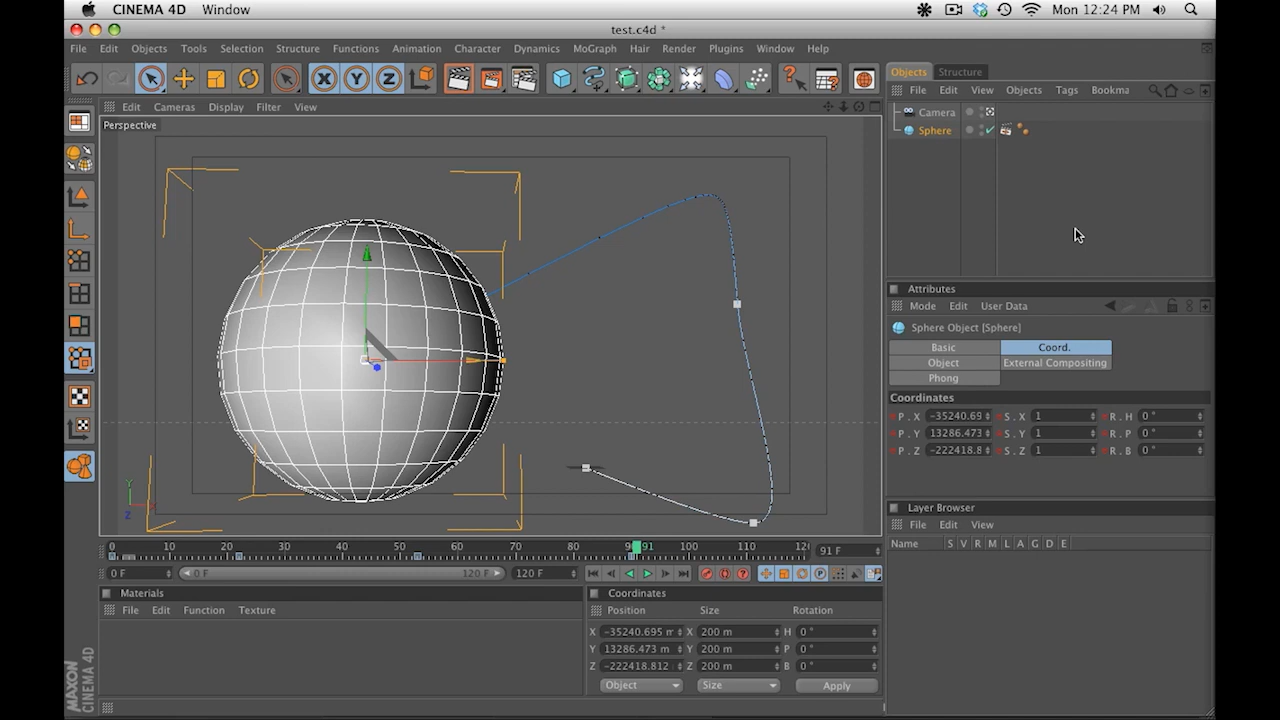 CINEMA 4D Window Mon 12:24 PM
test.c4d *
File Edit Objects Tools Selection Structure Functions Animation Character Dynamics MoGraph Hair Render Plugins Window Help
Objects Structure
File Edit View Objects Tags Bookma
Camera
Sphere
Edit Cameras Display Filter View
Perspective
Y
Z
Attributes
Mode Edit User Data
Sphere Object [Sphere]
Basic Coord.
Object External Compositing
Phong
Coordinates
P . X -35240.69 S . X 1 R . H 0 °
P . Y 13286.473 S . Y 1 R . P 0 °
P . Z -222418.8 S . Z 1 R . B 0 °
Layer Browser
File Edit View
Name S V R M L A G D E
0 10 20 30 40 50 60 70 80 91 100 110 91 F
0 F 0 F 120 F 120 F
Materials
File Edit Function Texture
Coordinates
Position Size Rotation
X -35240.695 m X 200 m H 0 °
Y 13286.473 m Y 200 m P 0 °
Z -222418.812 Z 200 m B 0 °
Object Size Apply
MAXON
CINEMA 4D